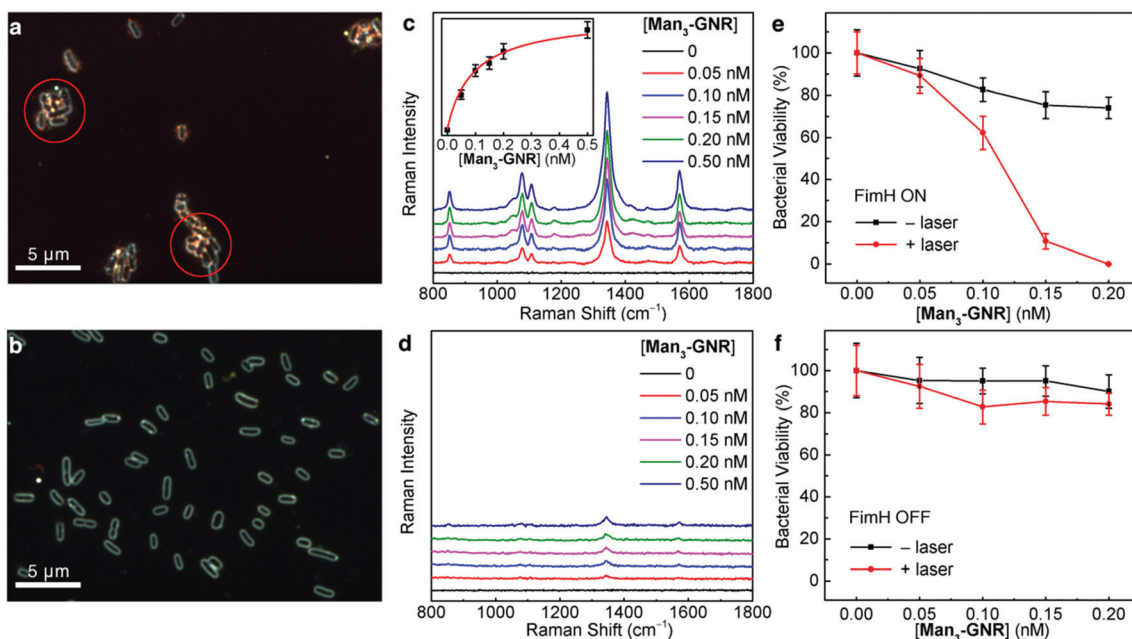 a
5 µm
b
5 µm
c
[Man₃-GNR]
0
0.05 nM
0.10 nM
0.15 nM
0.20 nM
0.50 nM
0.0 0.1 0.2 0.3 0.4 0.5
[Man₃-GNR] (nM)
Raman Intensity
800 1000 1200 1400 1600 1800
Raman Shift (cm⁻¹)
d
[Man₃-GNR]
0
0.05 nM
0.10 nM
0.15 nM
0.20 nM
0.50 nM
Raman Intensity
800 1000 1200 1400 1600 1800
Raman Shift (cm⁻¹)
e
Bacterial Viability (%)
100
80
60
40
20
0
FimH ON
– laser
+ laser
0.00 0.05 0.10 0.15 0.20
[Man₃-GNR] (nM)
f
Bacterial Viability (%)
100
80
60
40
20
0
FimH OFF
– laser
+ laser
0.00 0.05 0.10 0.15 0.20
[Man₃-GNR] (nM)